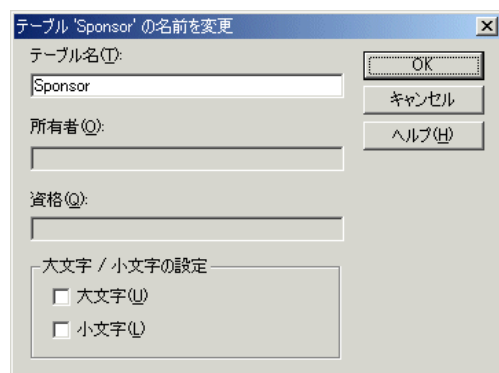 テーブル 'Sponsor' の名前を変更
テーブル名(T):
Sponsor
OK
キャンセル
ヘルプ(H)
所有者(O):
資格(Q):
大文字 / 小文字の設定
大文字(U)
小文字(L)